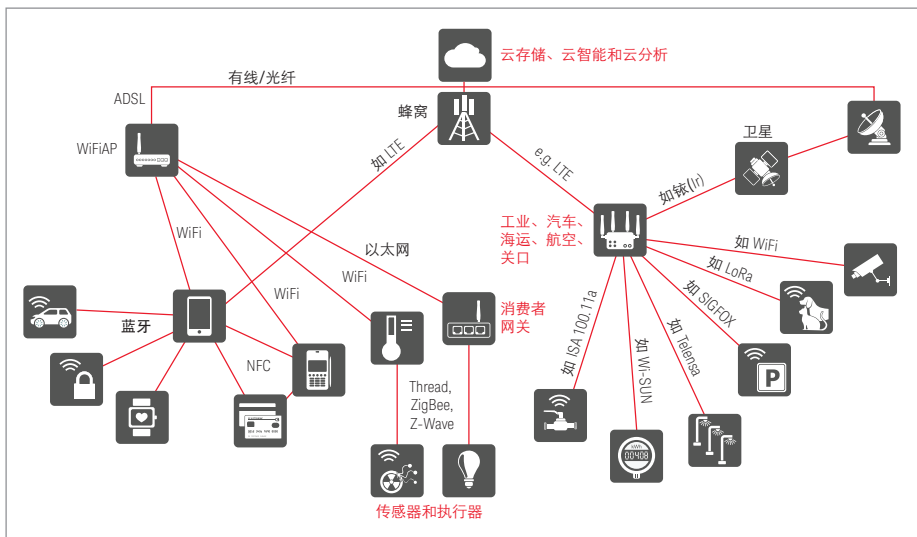 云存储、云智能和云分析
有线/光纤
ADSL
蜂窝
WiFiAP
卫星
如 LTE
e.g. LTE
如铱(Ir)
工业、汽车、
海运、航空、
关口
WiFi
以太网
WiFi
WiFi
如 WiFi
如 LoRa
如 SIGFOX
如 Telensa
如 Wi-SUN
如 ISA 100.11a
消费者
网关
蓝牙
NFC
Thread,
ZigBee,
Z-Wave
P
kWh
00408
传感器和执行器